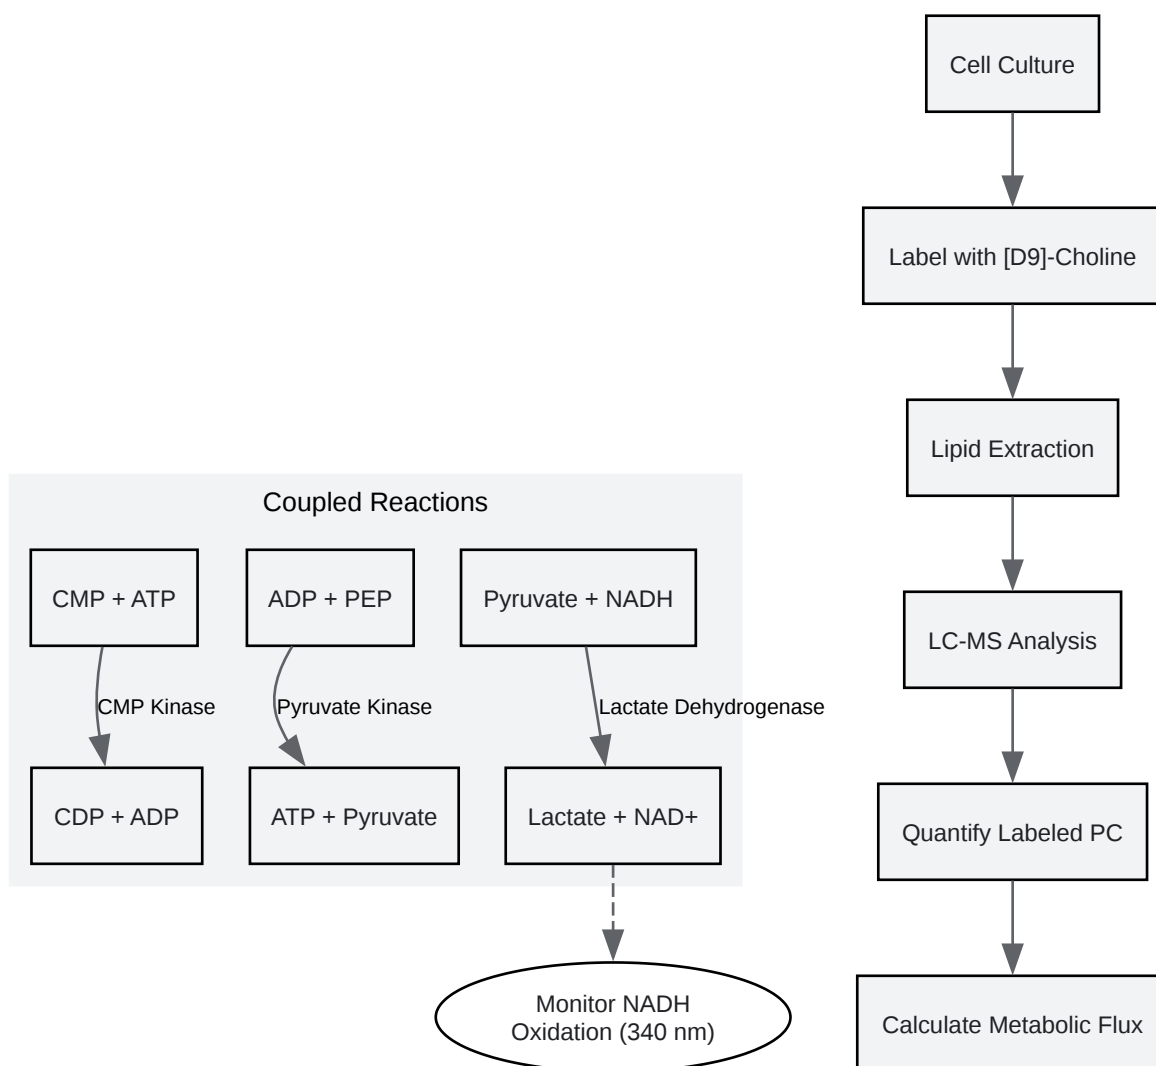 Cell Culture
Label with [D9]-Choline
Lipid Extraction
Coupled Reactions
CMP + ATP
ADP + PEP
Pyruvate + NADH
LC-MS Analysis
CMP Kinase
Pyruvate Kinase
Lactate Dehydrogenase
CDP + ADP
ATP + Pyruvate
Lactate + NAD+
Quantify Labeled PC
Monitor NADH
Oxidation (340 nm)
Calculate Metabolic Flux